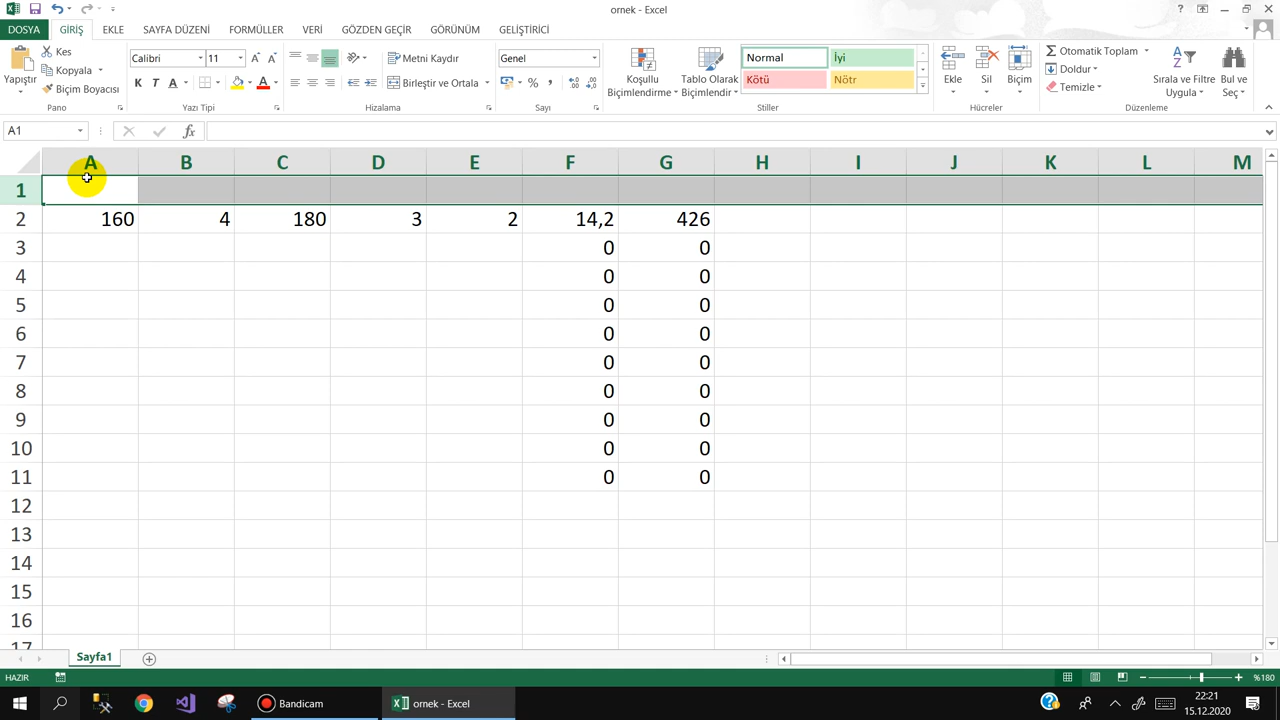 ornek - Excel
DOSYA GİRİŞ EKLE SAYFA DÜZENİ FORMÜLLER VERİ GÖZDEN GEÇİR GÖRÜNÜM GELİŞTİRİCİ
Yapıştır
Kes
Kopyala
Biçim Boyacısı
Pano
Calibri 11
K T A
Yazı Tipi
Metni Kaydır
Birleştir ve Ortala
Hizalama
Genel
%
Sayı
Koşullu Biçimlendirme
Tablo Olarak Biçimlendir
Normal İyi
Kötü Nötr
Stiller
Ekle Sil Biçim
Hücreler
Otomatik Toplam
Doldur
Temizle
Sırala ve Filtre Uygula
Bul ve Seç
Düzenleme
A1 fx
A B C D E F G H I J K L M
1
2 160 4 180 3 2 14,2 426
3 0 0
4 0 0
5 0 0
6 0 0
7 0 0
8 0 0
9 0 0
10 0 0
11 0 0
12
13
14
15
16
17
Sayfa1
HAZIR %180
Bandicam ornek - Excel 22:21
15.12.2020